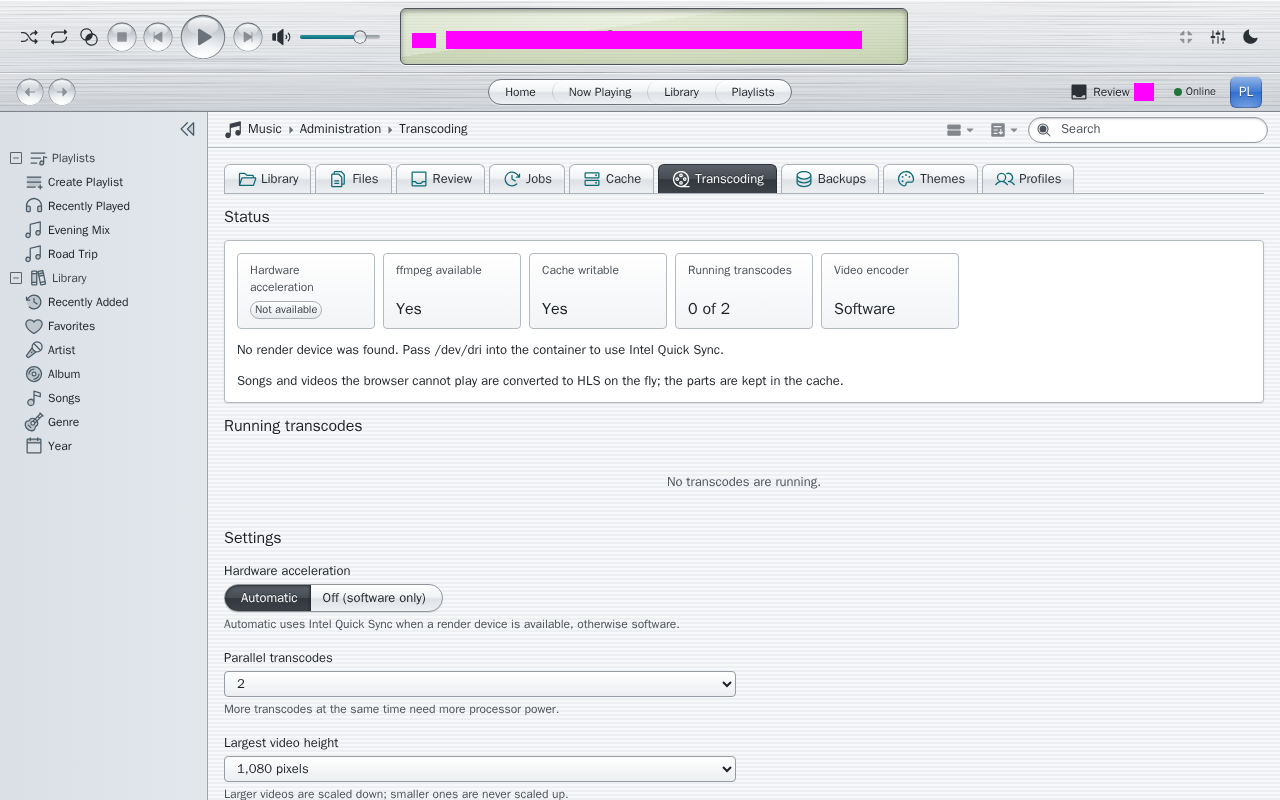 Home Now Playing Library Playlists
Review
Online
PL
Music Administration Transcoding
Search
Playlists
Create Playlist
Recently Played
Evening Mix
Road Trip
Library
Recently Added
Favorites
Artist
Album
Songs
Genre
Year
Library Files Review Jobs Cache Transcoding Backups Themes Profiles
Status
Hardware
acceleration
Not available
ffmpeg available
Yes
Cache writable
Yes
Running transcodes
0 of 2
Video encoder
Software
No render device was found. Pass /dev/dri into the container to use Intel Quick Sync.
Songs and videos the browser cannot play are converted to HLS on the fly; the parts are kept in the cache.
Running transcodes
No transcodes are running.
Settings
Hardware acceleration
Automatic Off (software only)
Automatic uses Intel Quick Sync when a render device is available, otherwise software.
Parallel transcodes
2
More transcodes at the same time need more processor power.
Largest video height
1,080 pixels
Larger videos are scaled down; smaller ones are never scaled up.